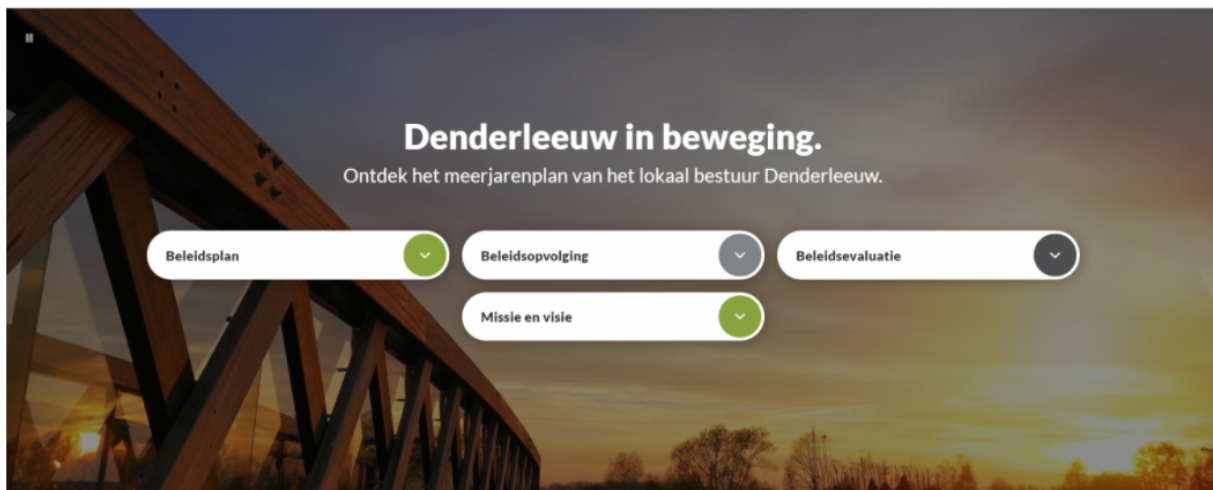 Denderleeuw in beweging.
Ontdek het meerjarenplan van het lokaal bestuur Denderleeuw.
Beleidsplan
Beleidsopvolging
Beleidsevaluatie
Missie en visie